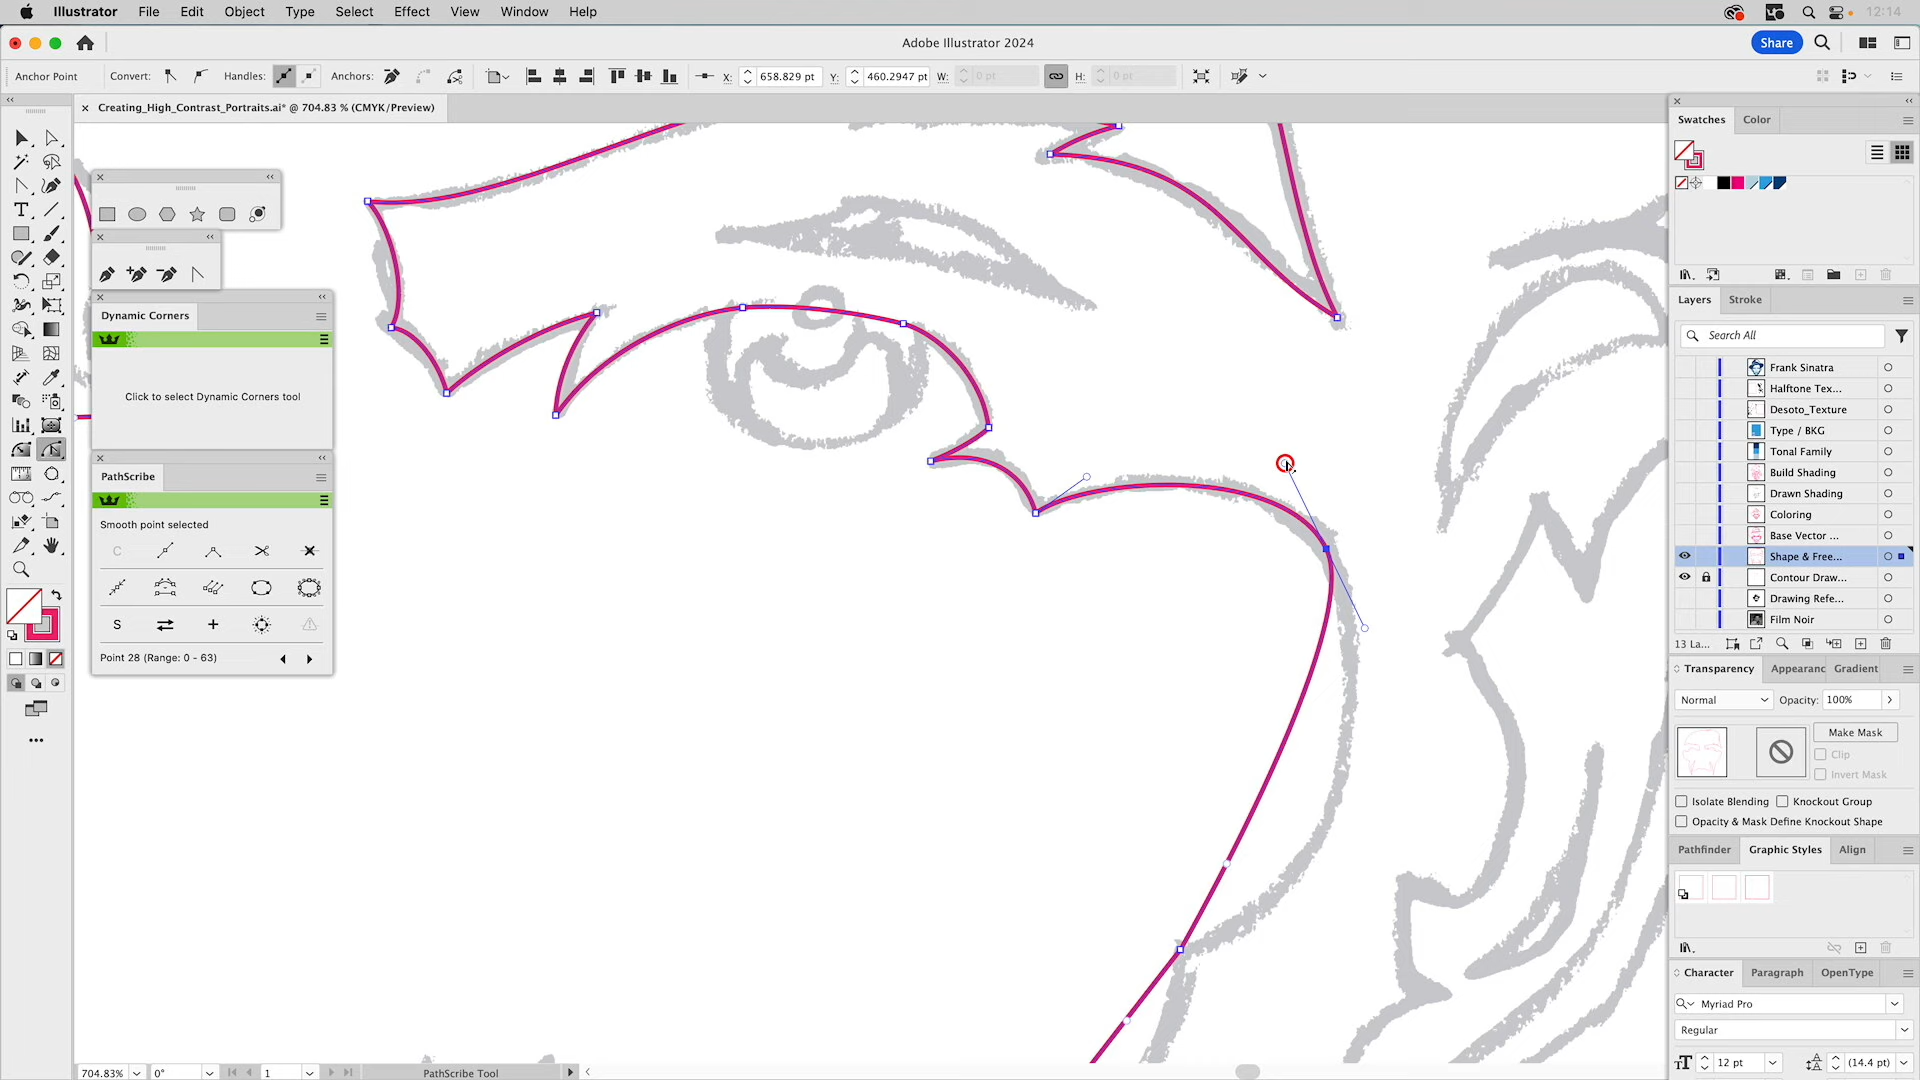 Illustrator File Edit Object Type Select Effect View Window Help 12:14
Adobe Illustrator 2024 Share
Anchor Point Convert: Handles: Anchors: X: 658.829 pt Y: 460.2947 pt W: 0 pt H: 0 pt
Creating_High_Contrast_Portraits.ai* @ 704.83 % (CMYK/Preview)
Swatches Color
Dynamic Corners
Click to select Dynamic Corners tool
PathScribe
Smooth point selected
C
S
Point 28 (Range: 0 - 63)
Layers Stroke
Search All
Frank Sinatra
Halftone Tex...
Desoto_Texture
Type / BKG
Tonal Family
Build Shading
Drawn Shading
Coloring
Base Vector ...
Shape & Free...
Contour Draw...
Drawing Refe...
Film Noir
13 La...
Transparency Appearanc Gradient
Normal Opacity: 100%
Make Mask
Clip
Invert Mask
Isolate Blending Knockout Group
Opacity & Mask Define Knockout Shape
Pathfinder Graphic Styles Align
Character Paragraph OpenType
Myriad Pro
Regular
12 pt (14.4 pt)
704.83% 0° 1 PathScribe Tool